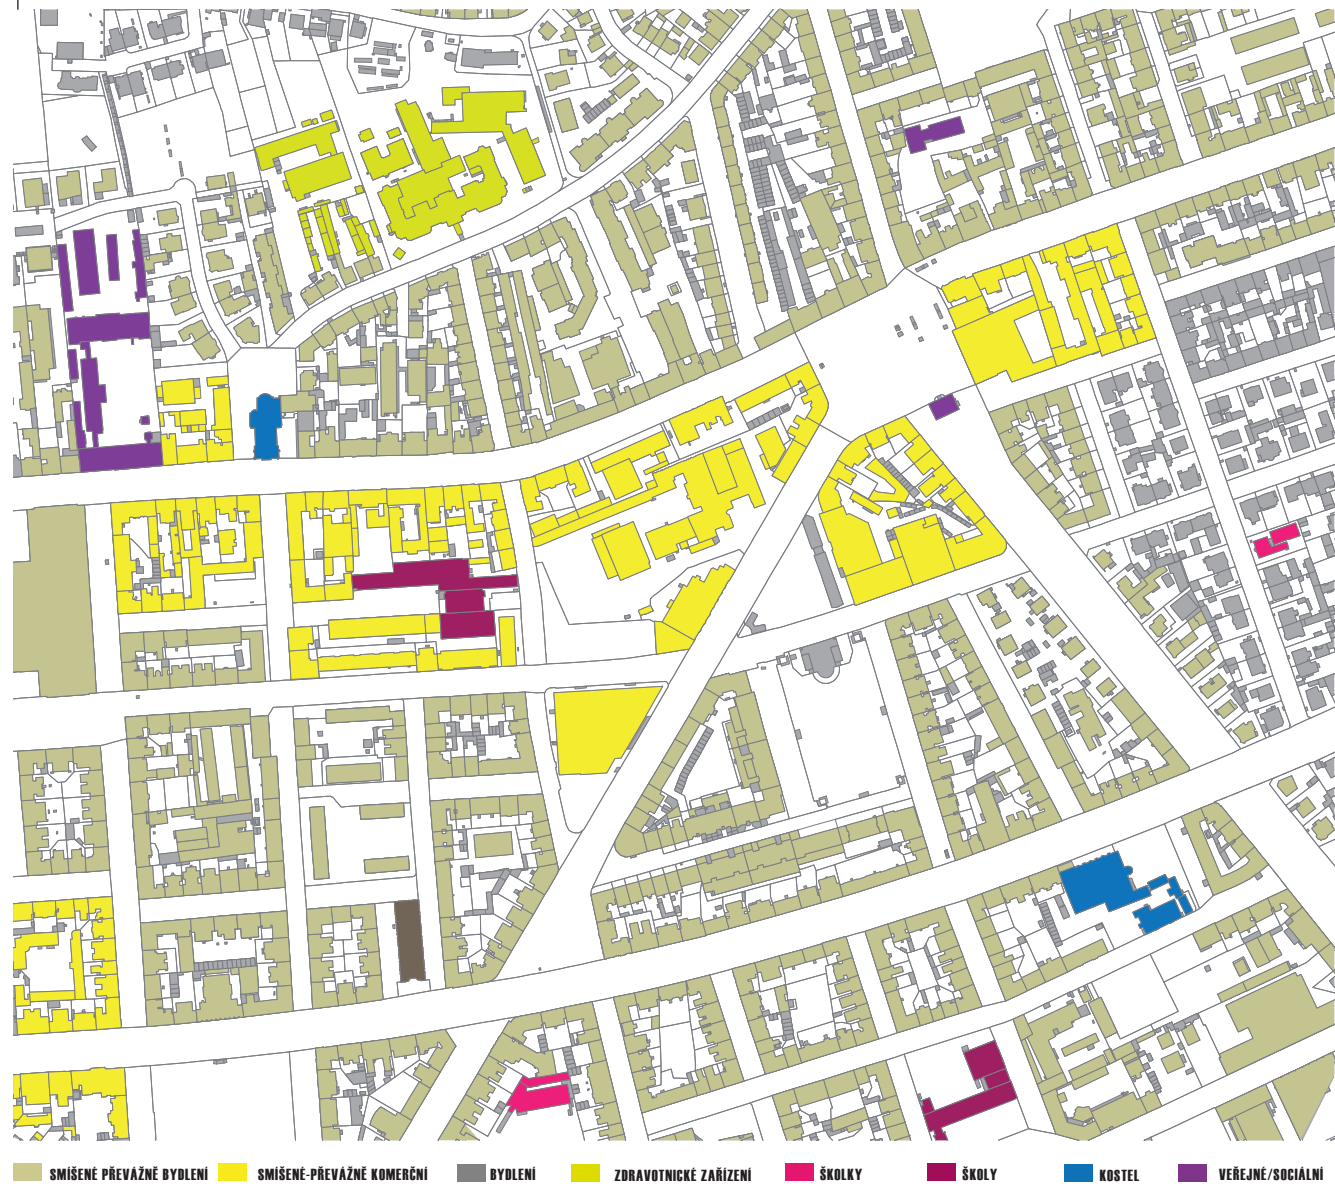 SMÍŠENÉ PŘEVÁŽNĚ BYDLENÍ
SMÍŠENÉ-PŘEVÁŽNĚ KOMERČNÍ
BYDLENÍ
ZDRAVOTNICKÉ ZAŘÍZENÍ
ŠKOLKY
ŠKOLY
KOSTEL
VEŘEJNÉ/SOCIÁLNÍ